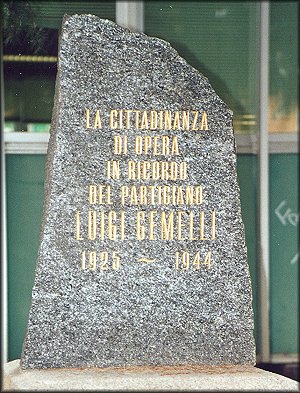 LA CITTADINANZA
DI OPERA
IN RICORDO
DEL PARTIGIANO
LUIGI GEMELLI
1925 ~ 1944